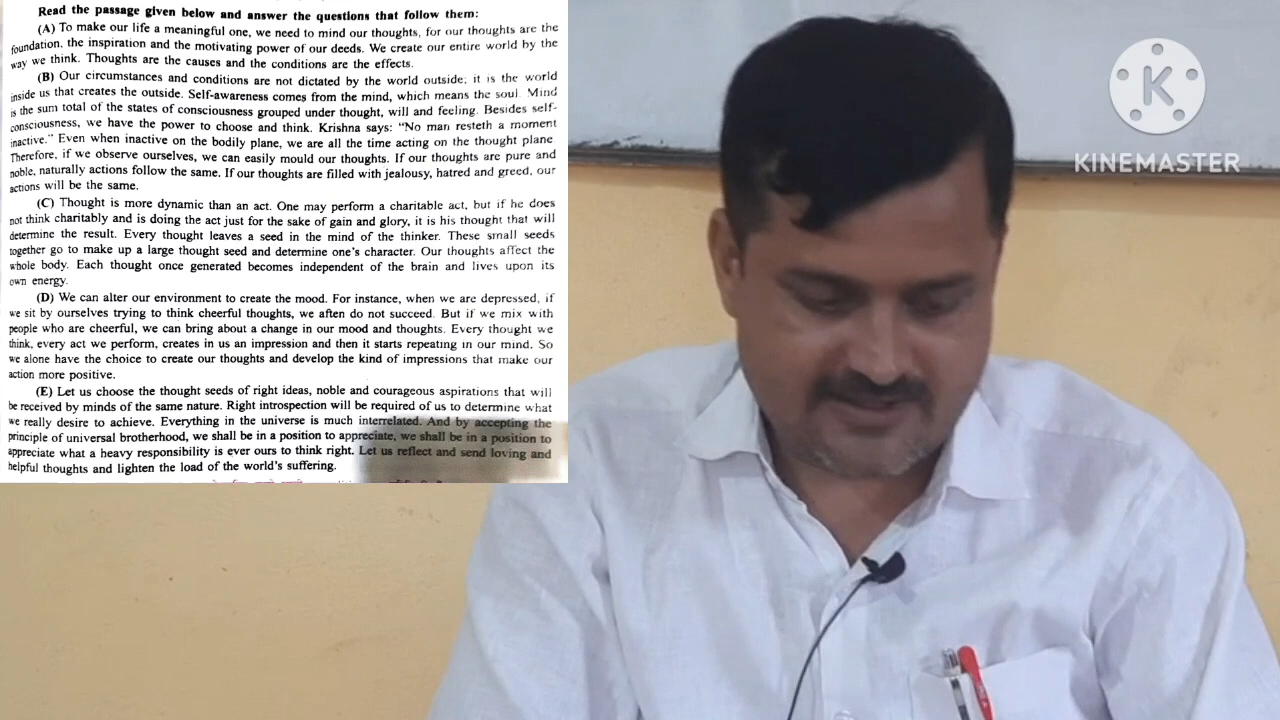 Read the passage given below and answer the questions that follow them:
(A) To make our life a meaningful one, we need to mind our thoughts, for our thoughts are the
foundation, the inspiration and the motivating power of our deeds. We create our entire world by the
way we think. Thoughts are the causes and the conditions are the effects.
(B) Our circumstances and conditions are not dictated by the world outside; it is the world
inside us that creates the outside. Self-awareness comes from the mind, which means the soul. Mind
is the sum total of the states of consciousness grouped under thought, will and feeling. Besides self-
consciousness, we have the power to choose and think. Krishna says: “No man resteth a moment
inactive.” Even when inactive on the bodily plane, we are all the time acting on the thought plane.
Therefore, if we observe ourselves, we can easily mould our thoughts. If our thoughts are pure and
noble, naturally actions follow the same. If our thoughts are filled with jealousy, hatred and greed, our
actions will be the same.
(C) Thought is more dynamic than an act. One may perform a charitable act, but if he does
not think charitably and is doing the act just for the sake of gain and glory, it is his thought that will
determine the result. Every thought leaves a seed in the mind of the thinker. These small seeds
together go to make up a large thought seed and determine one's character. Our thoughts affect the
whole body. Each thought once generated becomes independent of the brain and lives upon its
own energy.
(D) We can alter our environment to create the mood. For instance, when we are depressed, if
we sit by ourselves trying to think cheerful thoughts, we aften do not succeed. But if we mix with
people who are cheerful, we can bring about a change in our mood and thoughts. Every thought we
think, every act we perform, creates in us an impression and then it starts repeating in our mind. So
we alone have the choice to create our thoughts and develop the kind of impressions that make our
action more positive.
(E) Let us choose the thought seeds of right ideas, noble and courageous aspirations that will
be received by minds of the same nature. Right introspection will be required of us to determine what
we really desire to achieve. Everything in the universe is much interrelated. And by accepting the
principle of universal brotherhood, we shall be in a position to appreciate, we shall be in a position to
appreciate what a heavy responsibility is ever ours to think right. Let us reflect and send loving and
helpful thoughts and lighten the load of the world's suffering.
K
KINEMASTER